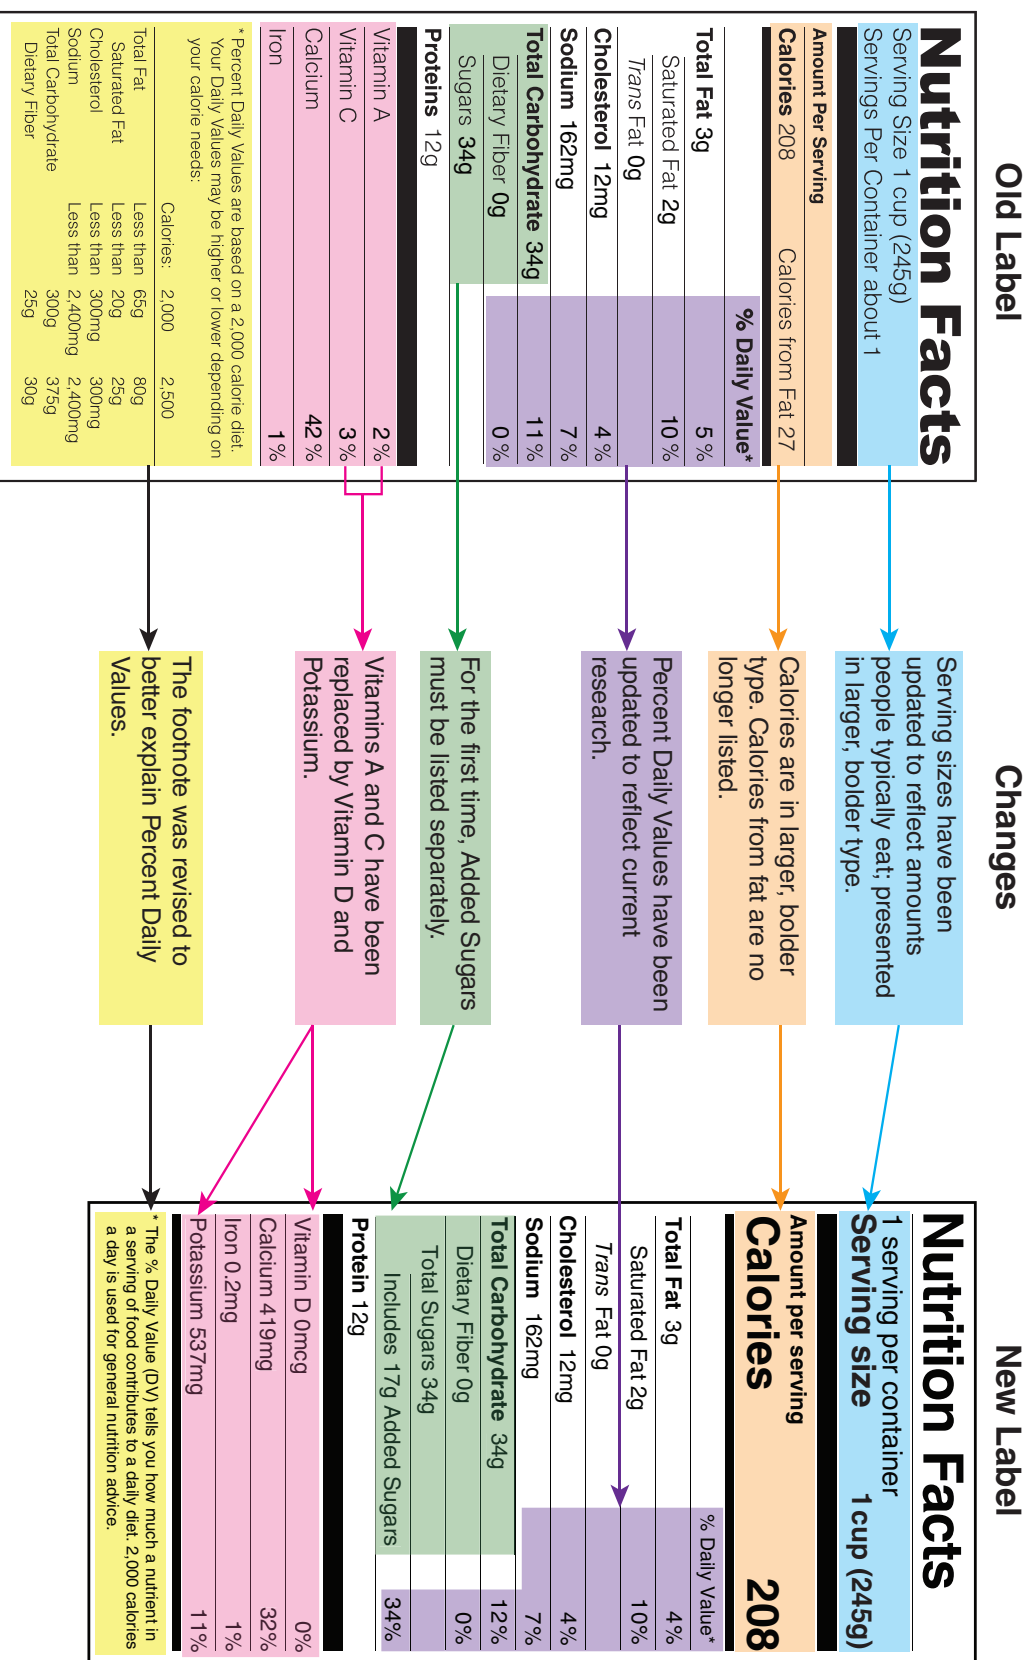 Old Label
Nutrition Facts
Serving Size 1 cup (245g)
Servings Per Container about 1
Amount Per Serving
Calories 208 Calories from Fat 27
% Daily Value*
Total Fat 3g 5%
Saturated Fat 2g 10%
Trans Fat 0g
Cholesterol 12mg 4%
Sodium 162mg 7%
Total Carbohydrate 34g 11%
Dietary Fiber 0g 0%
Sugars 34g
Proteins 12g
Vitamin A 2%
Vitamin C 3%
Calcium 42%
Iron 1%
* Percent Daily Values are based on a 2,000 calorie diet.
Your Daily Values may be higher or lower depending on
your calorie needs:
Calories: 2,000 2,500
Total Fat Less than 65g 80g
Saturated Fat Less than 20g 25g
Cholesterol Less than 300mg 300mg
Sodium Less than 2,400mg 2,400mg
Total Carbohydrate 300g 375g
Dietary Fiber 25g 30g
Changes
Serving sizes have been
updated to reflect amounts
people typically eat; presented
in larger, bolder type.
Calories are in larger, bolder
type. Calories from fat are no
longer listed.
Percent Daily Values have been
updated to reflect current
research.
For the first time, Added Sugars
must be listed separately.
Vitamins A and C have been
replaced by Vitamin D and
Potassium.
The footnote was revised to
better explain Percent Daily
Values.
New Label
Nutrition Facts
1 serving per container
Serving size 1cup (245g)
Amount per serving
Calories 208
% Daily Value*
Total Fat 3g 4%
Saturated Fat 2g 10%
Trans Fat 0g
Cholesterol 12mg 4%
Sodium 162mg 7%
Total Carbohydrate 34g 12%
Dietary Fiber 0g 0%
Total Sugars 34g
Includes 17g Added Sugars 34%
Protein 12g
Vitamin D 0mcg 0%
Calcium 419mg 32%
Iron 0.2mg 1%
Potassium 537mg 11%
* The % Daily Value (DV) tells you how much a nutrient in
a serving of food contributes to a daily diet. 2,000 calories
a day is used for general nutrition advice.